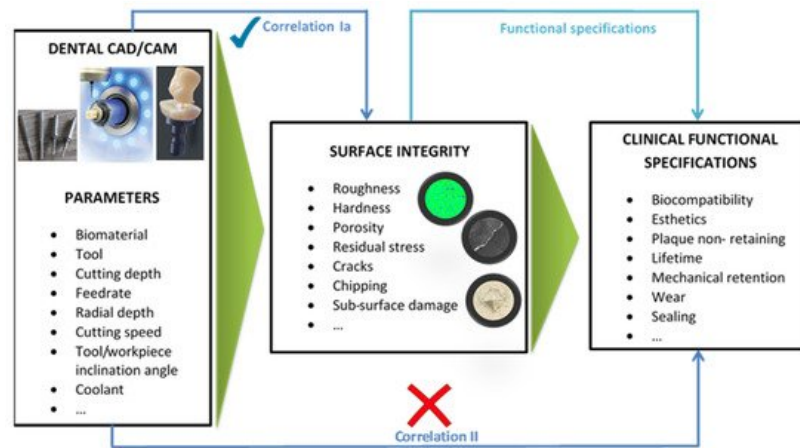 DENTAL CAD/CAM
PARAMETERS
• Biomaterial
• Tool
• Cutting depth
• Feedrate
• Radial depth
• Cutting speed
• Tool/workpiece
inclination angle
• Coolant
• ...
Correlation Ia
SURFACE INTEGRITY
• Roughness
• Hardness
• Porosity
• Residual stress
• Cracks
• Chipping
• Sub-surface damage
• ...
Functional specifications
CLINICAL FUNCTIONAL
SPECIFICATIONS
• Biocompatibility
• Esthetics
• Plaque non- retaining
• Lifetime
• Mechanical retention
• Wear
• Sealing
• ...
Correlation II